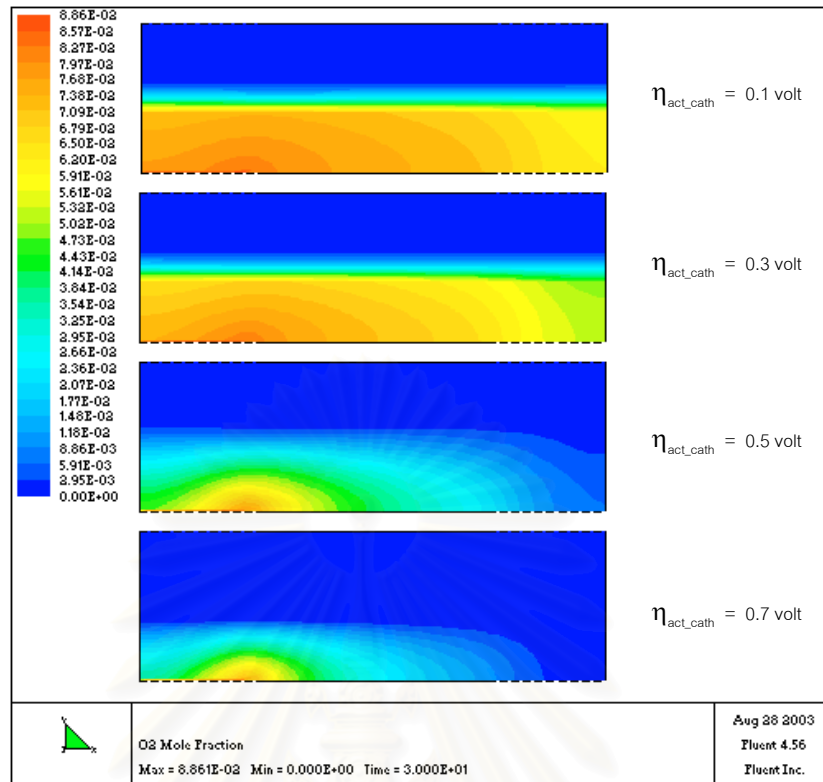 8.86E-02
8.57E-02
8.27E-02
7.97E-02
7.68E-02
7.38E-02
7.09E-02
6.79E-02
6.50E-02
6.20E-02
5.91E-02
5.61E-02
5.32E-02
5.02E-02
4.73E-02
4.43E-02
4.14E-02
3.84E-02
3.54E-02
3.25E-02
2.95E-02
2.66E-02
2.36E-02
2.07E-02
1.77E-02
1.48E-02
1.18E-02
8.86E-03
5.91E-03
2.95E-03
0.00E+00
ηact_cath = 0.1 volt
ηact_cath = 0.3 volt
ηact_cath = 0.5 volt
ηact_cath = 0.7 volt
Y
Z X
O2 Mole Fraction
Max = 8.861E-02 Min = 0.000E+00 Time = 3.000E+01
Aug 28 2003
Fluent 4.56
Fluent Inc.